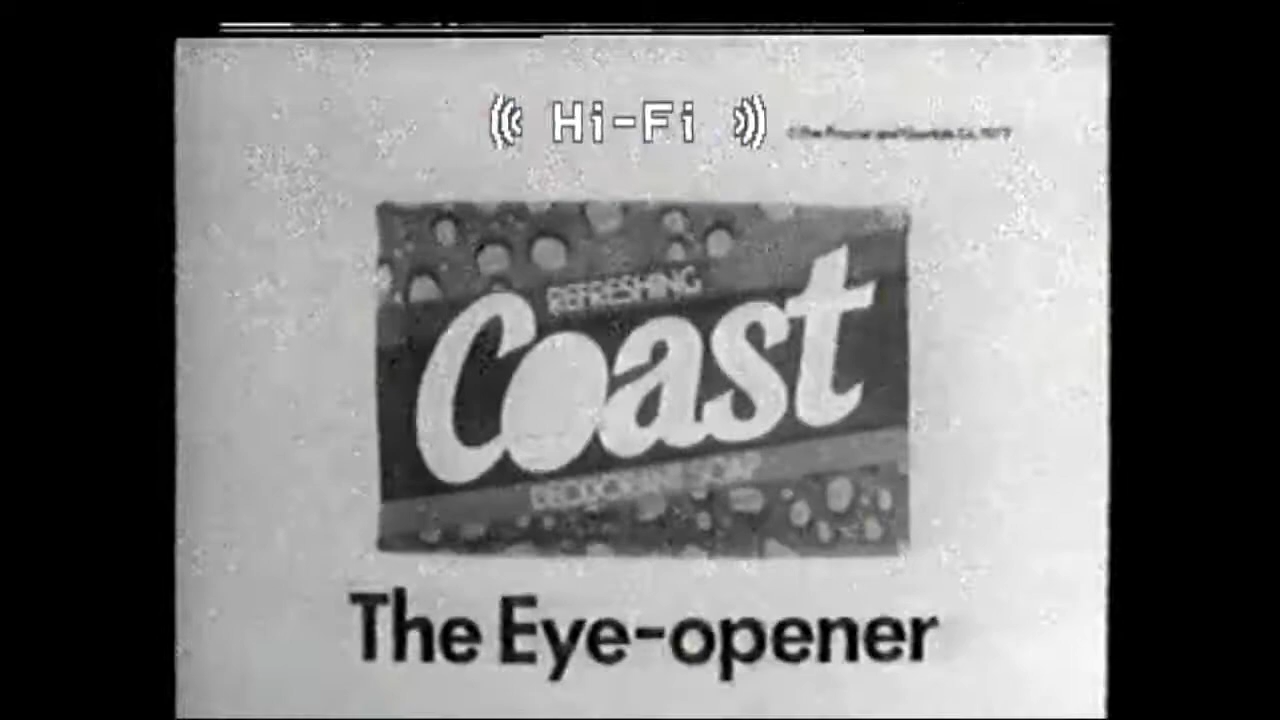 Hi-Fi
REFRESHING
Coast
DEODORANT SOAP
The Eye-opener